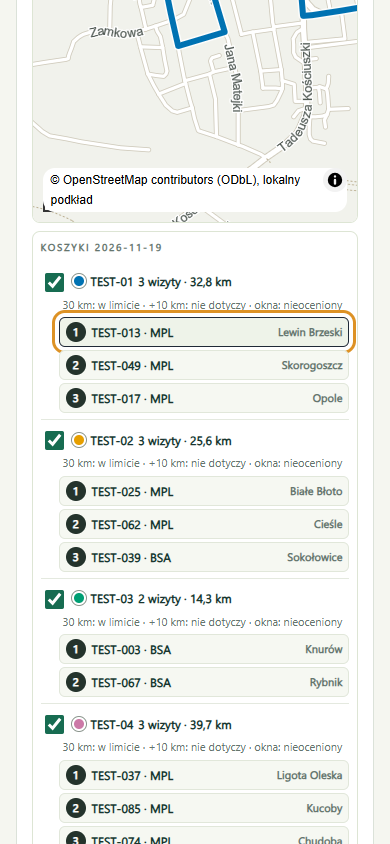 Zamkowa
Jana Matejki
Tadeusza Kościuszki
© OpenStreetMap contributors (ODbL), lokalny
podkład
KOSZYKI 2026-11-19
TEST-01 3 wizyty · 32,8 km
30 km: w limicie · +10 km: nie dotyczy · okna: nieoceniony
1 TEST-013 · MPL Lewin Brzeski
2 TEST-049 · MPL Skorogoszcz
3 TEST-017 · MPL Opole
TEST-02 3 wizyty · 25,6 km
30 km: w limicie · +10 km: nie dotyczy · okna: nieoceniony
1 TEST-025 · MPL Białe Błoto
2 TEST-062 · MPL Cieśle
3 TEST-039 · BSA Sokołowice
TEST-03 2 wizyty · 14,3 km
30 km: w limicie · +10 km: nie dotyczy · okna: nieoceniony
1 TEST-003 · BSA Knurów
2 TEST-067 · BSA Rybnik
TEST-04 3 wizyty · 39,7 km
30 km: w limicie · +10 km: nie dotyczy · okna: nieoceniony
1 TEST-037 · MPL Ligota Oleska
2 TEST-085 · MPL Kucoby
3 TEST-074 · MPL Chudoba